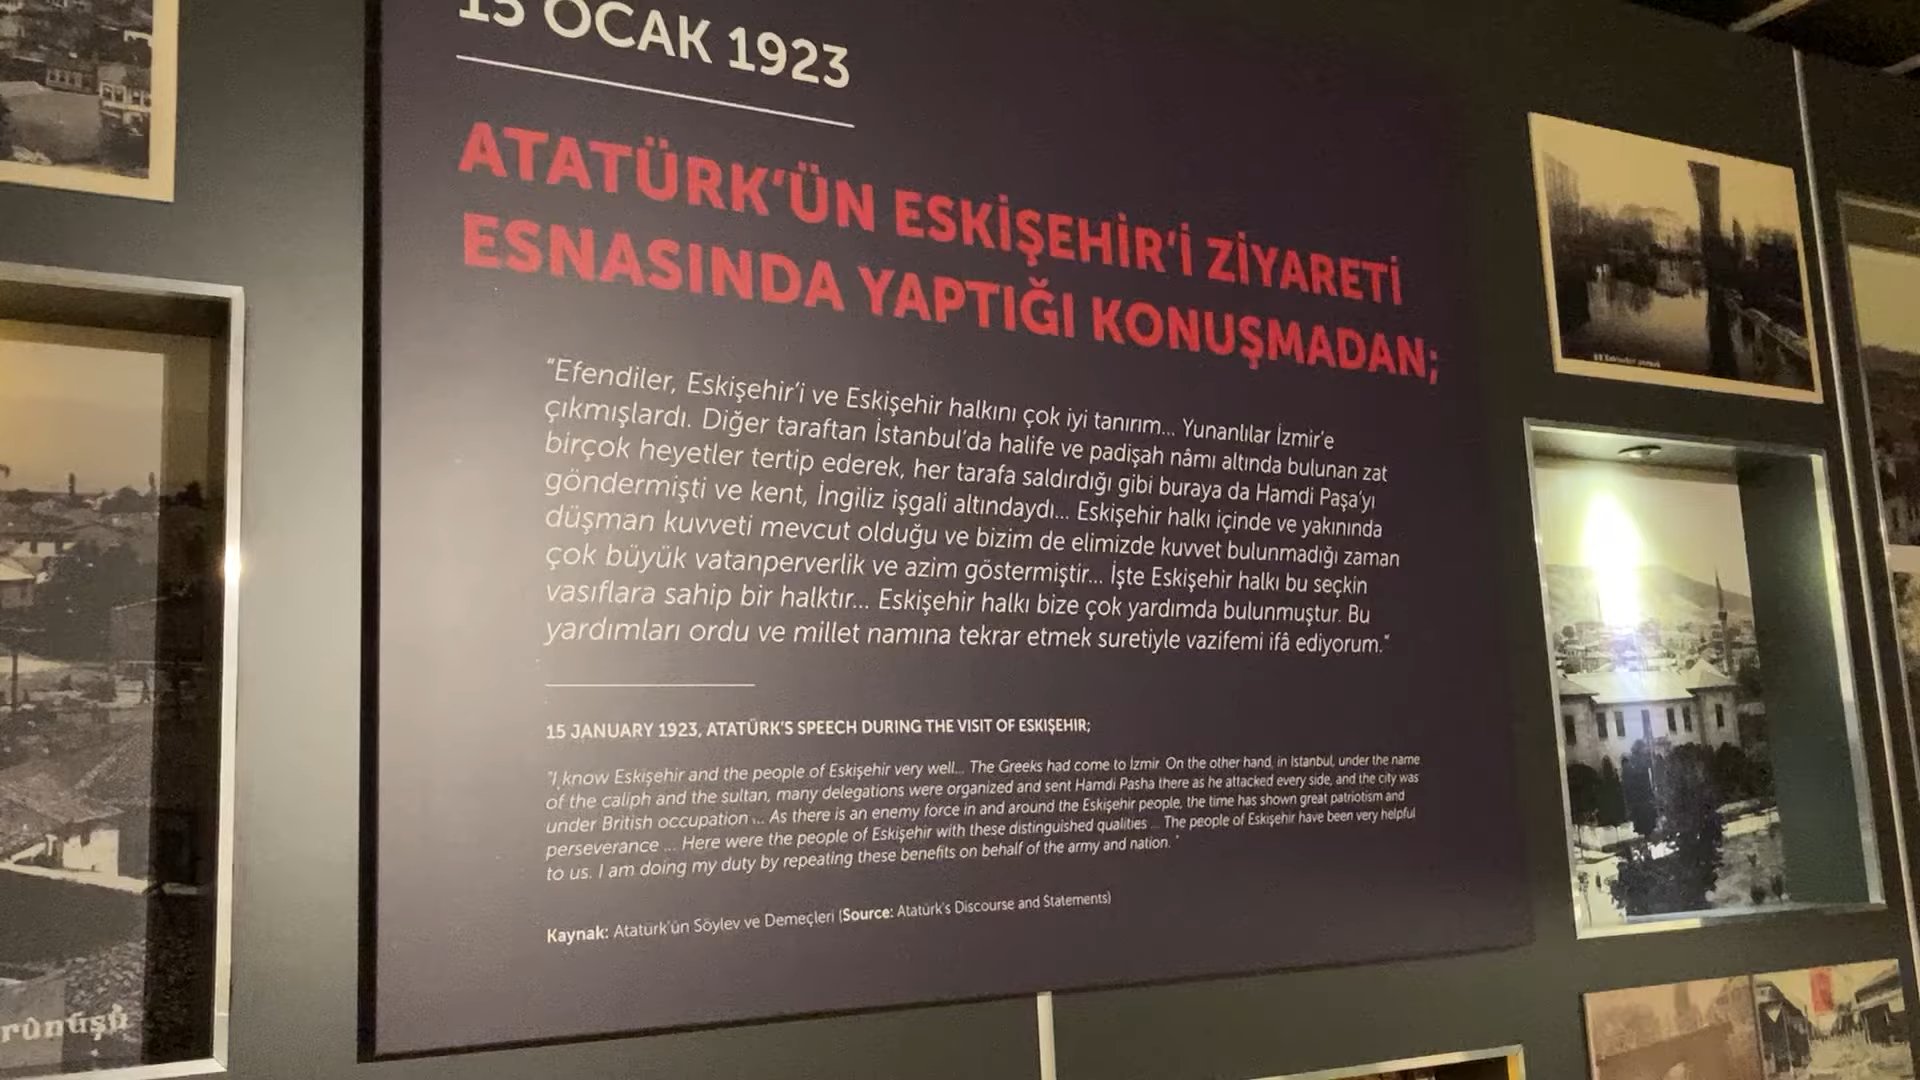 15 OCAK 1923
ATATÜRK'ÜN ESKİŞEHİR'İ ZİYARETİ
ESNASINDA YAPTIĞI KONUŞMADAN;
"Efendiler, Eskişehir'i ve Eskişehir halkını çok iyi tanırım... Yunanlılar İzmir'e
çıkmışlardı. Diğer taraftan İstanbul'da halife ve padişah nâmı altında bulunan zat
birçok heyetler tertip ederek, her tarafa saldırdığı gibi buraya da Hamdi Paşa'yı
göndermişti ve kent, İngiliz işgali altındaydı... Eskişehir halkı içinde ve yakınında
düşman kuvveti mevcut olduğu ve bizim de elimizde kuvvet bulunmadığı zaman
çok büyük vatanperverlik ve azim göstermiştir... İşte Eskişehir halkı bu seçkin
vasıflara sahip bir halktır... Eskişehir halkı bize çok yardımda bulunmuştur. Bu
yardımları ordu ve millet namına tekrar etmek suretiyle vazifemi ifâ ediyorum."
15 JANUARY 1923, ATATÜRK'S SPEECH DURING THE VISIT OF ESKİŞEHIR;
"I know Eskişehir and the people of Eskişehir very well... The Greeks had come to İzmir. On the other hand, in Istanbul, under the name
of the caliph and the sultan, many delegations were organized and sent Hamdi Pasha there as he attacked every side, and the city was
under British occupation ... As there is an enemy force in and around the Eskişehir people, the time has shown great patriotism and
perseverance ... Here were the people of Eskişehir with these distinguished qualities ... The people of Eskişehir have been very helpful
to us. I am doing my duty by repeating these benefits on behalf of the army and nation. "
Kaynak: Atatürk'ün Söylev ve Demeçleri (Source: Atatürk's Discourse and Statements)
rünüşü